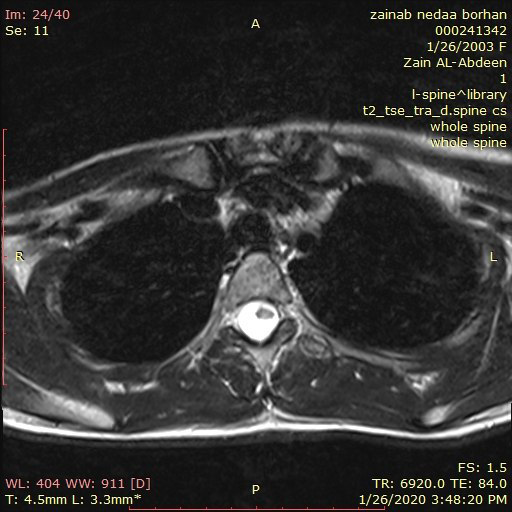 Im: 24/40
Se: 11
A
zainab nedaa borhan
000241342
1/26/2003 F
Zain AL-Abdeen
1
l-spine^library
t2_tse_tra_d.spine cs
whole spine
whole spine
R
L
WL: 404 WW: 911 [D]
T: 4.5mm L: 3.3mm*
P
FS: 1.5
TR: 6920.0 TE: 84.0
1/26/2020 3:48:20 PM